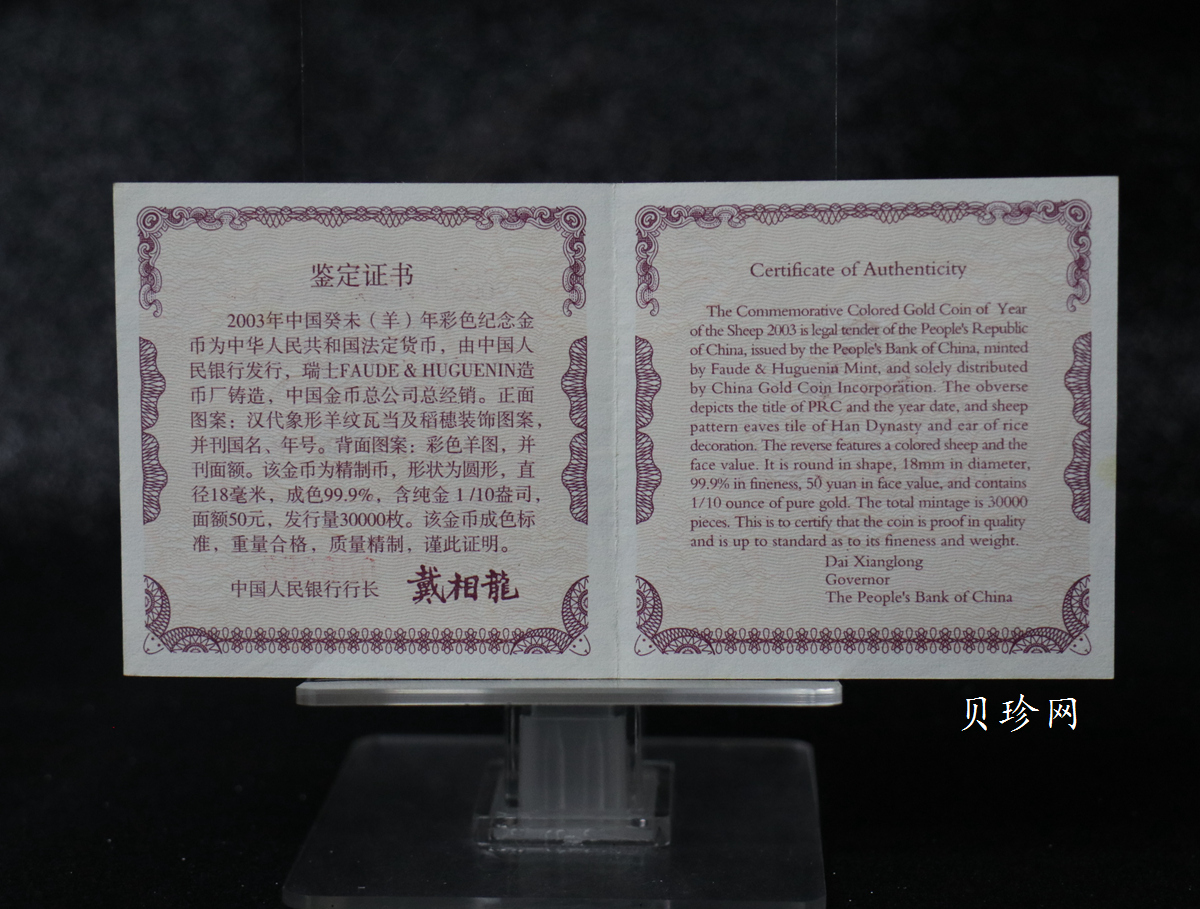 鉴定证书
2003年中国癸未（羊）年彩色纪念金
币为中华人民共和国法定货币，由中国人
民银行发行，瑞士FAUDE & HUGUENIN造
币厂铸造，中国金币总公司总经销。正面
图案：汉代象形羊纹瓦当及稻穗装饰图案，
并刊国名、年号。背面图案：彩色羊图，并
刊面额。该金币为精制币，形状为圆形，直
径18毫米，成色99.9%，含纯金1/10盎司，
面额50元，发行量30000枚。该金币成色标
准，重量合格，质量精制，谨此证明。
中国人民银行行长 戴相龍
Certificate of Authenticity
The Commemorative Colored Gold Coin of Year
of the Sheep 2003 is legal tender of the People's Republic
of China, issued by the People's Bank of China, minted
by Faude & Huguenin Mint, and solely distributed
by China Gold Coin Incorporation. The obverse
depicts the title of PRC and the year date, and sheep
pattern eaves tile of Han Dynasty and ear of rice
decoration. The reverse features a colored sheep and the
face value. It is round in shape, 18mm in diameter,
99.9% in fineness, 50 yuan in face value, and contains
1/10 ounce of pure gold. The total mintage is 30000
pieces. This is to certify that the coin is proof in quality
and is up to standard as to its fineness and weight.
Dai Xianglong
Governor
The People's Bank of China
贝珍网